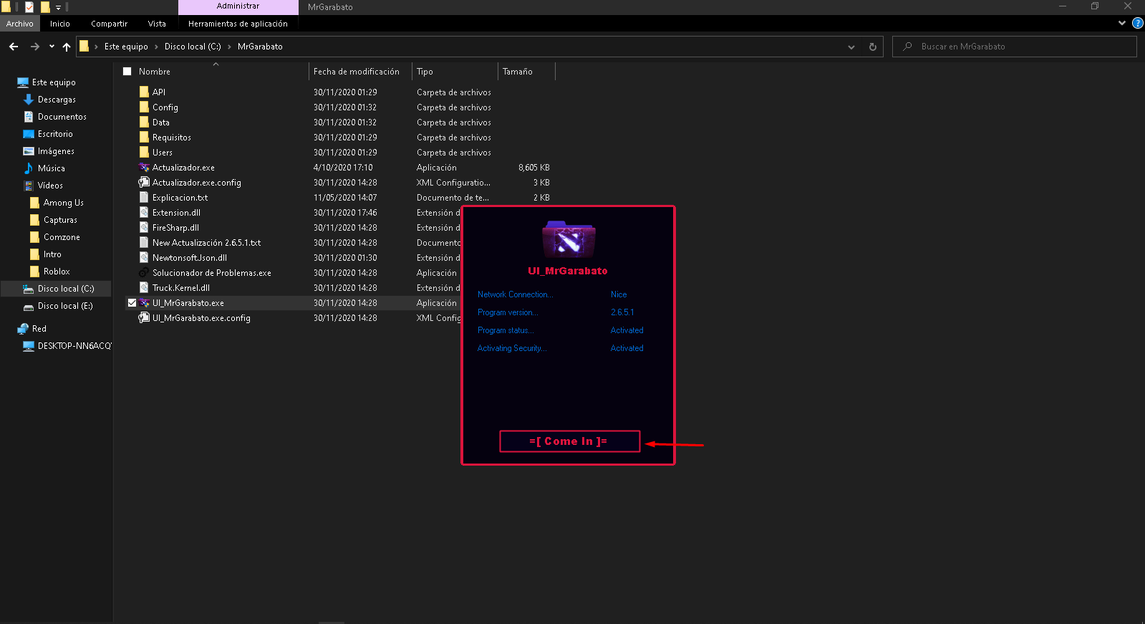 Administrar MrGarabato
Archivo Inicio Compartir Vista Herramientas de aplicación
Este equipo › Disco local (C:) › MrGarabato Buscar en MrGarabato
Nombre Fecha de modificación Tipo Tamaño
Este equipo
Descargas
Documentos
Escritorio
Imágenes
Música
Vídeos
Among Us
Capturas
Comzone
Intro
Roblox
Disco local (C:)
Disco local (E:)
Red
DESKTOP-NN6ACQ
API 30/11/2020 01:29 Carpeta de archivos
Config 30/11/2020 01:32 Carpeta de archivos
Data 30/11/2020 01:32 Carpeta de archivos
Requisitos 30/11/2020 01:29 Carpeta de archivos
Users 30/11/2020 01:29 Carpeta de archivos
Actualizador.exe 4/10/2020 17:10 Aplicación 8,605 KB
Actualizador.exe.config 30/11/2020 14:28 XML Configuratio... 3 KB
Explicacion.txt 11/05/2020 14:07 Documento de te... 2 KB
Extension.dll 30/11/2020 17:46 Extensión d
FireSharp.dll 30/11/2020 14:28 Extensión d
New Actualización 2.6.5.1.txt 30/11/2020 14:28 Documento
Newtonsoft.Json.dll 30/11/2020 01:30 Extensión d
Solucionador de Problemas.exe 30/11/2020 14:28 Aplicación
Truck.Kernel.dll 30/11/2020 14:28 Extensión d
UI_MrGarabato.exe 30/11/2020 14:28 Aplicación
UI_MrGarabato.exe.config 30/11/2020 14:28 XML Config
UI_MrGarabato
Network Connection... Nice
Program version... 2.6.5.1
Program status... Activated
Activating Security... Activated
=[ Come In ]=